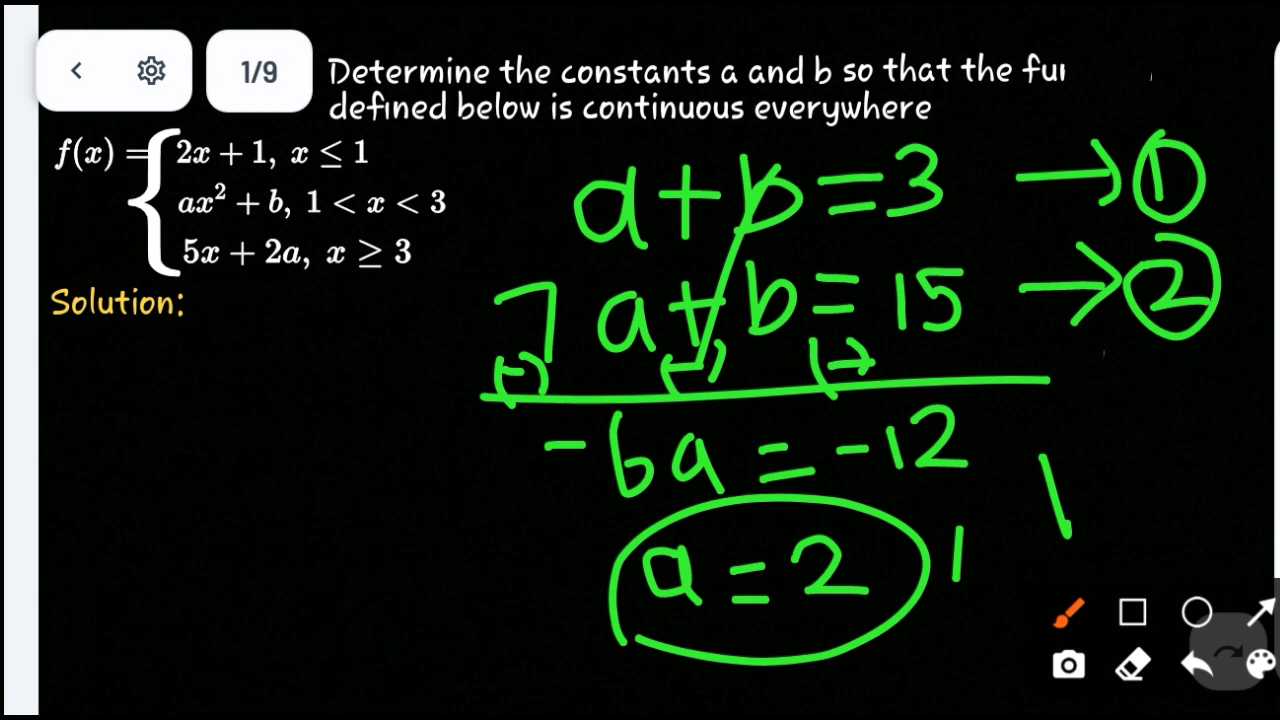 1/9
Determine the constants a and b so that the fu
defined below is continuous everywhere
f(x) = { 2x + 1, x ≤ 1
ax² + b, 1 < x < 3
5x + 2a, x ≥ 3
Solution:
a+b=3 → ①
7a+b=15 → ②
(-) (-) (-)
-6a = -12
a = 2